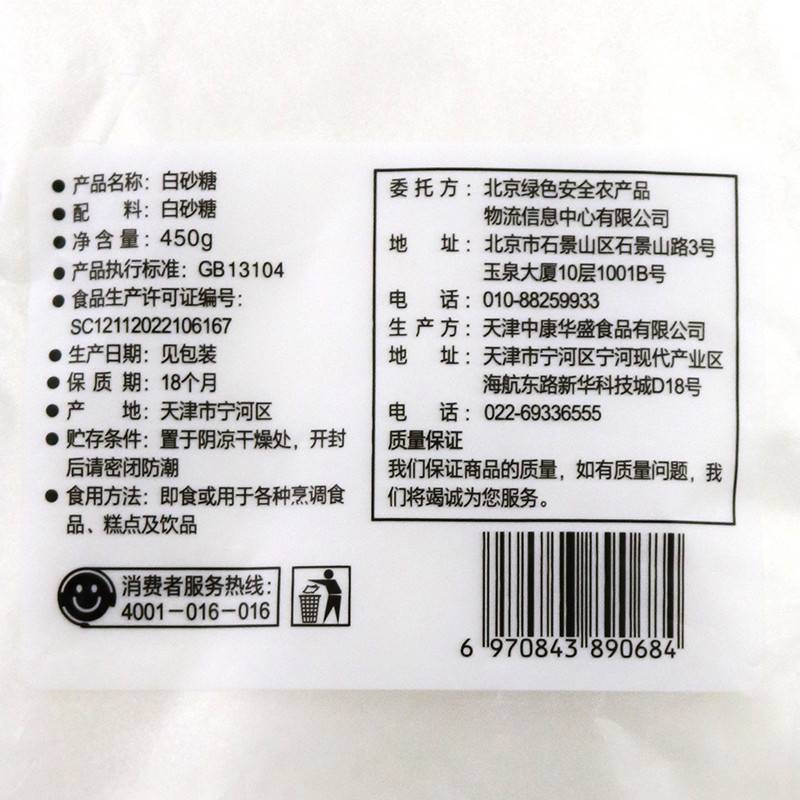 ● 产品名称：白砂糖
● 配　　料：白砂糖
● 净含量：450g
● 产品执行标准：GB13104
● 食品生产许可证编号：
SC12112022106167
● 生产日期：见包装
● 保质期：18个月
● 产　　地：天津市宁河区
● 贮存条件：置于阴凉干燥处，开封
后请密闭防潮
● 食用方法：即食或用于各种烹调食
品、糕点及饮品
消费者服务热线：
4001－016－016
委托方：北京绿色安全农产品
物流信息中心有限公司
地　　址：北京市石景山区石景山路3号
玉泉大厦10层1001B号
电　　话：010-88259933
生产方：天津中康华盛食品有限公司
地　　址：天津市宁河区宁河现代产业区
海航东路新华科技城D18号
电　　话：022-69336555
质量保证
我们保证商品的质量，如有质量问题，我
们将竭诚为您服务。
6 970843 890684